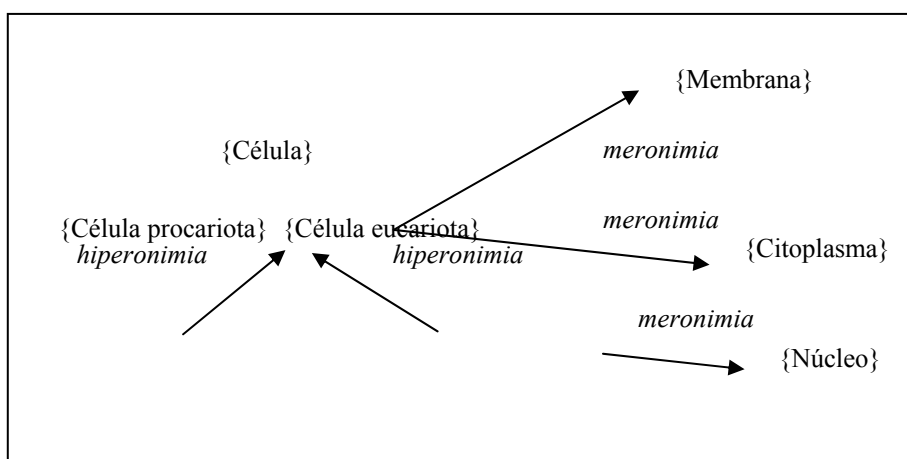 {Membrana}
{Célula}
meronimia
{Célula procariota} {Célula eucariota}
meronimia
hiperonimia
hiperonimia
{Citoplasma}
meronimia
{Núcleo}